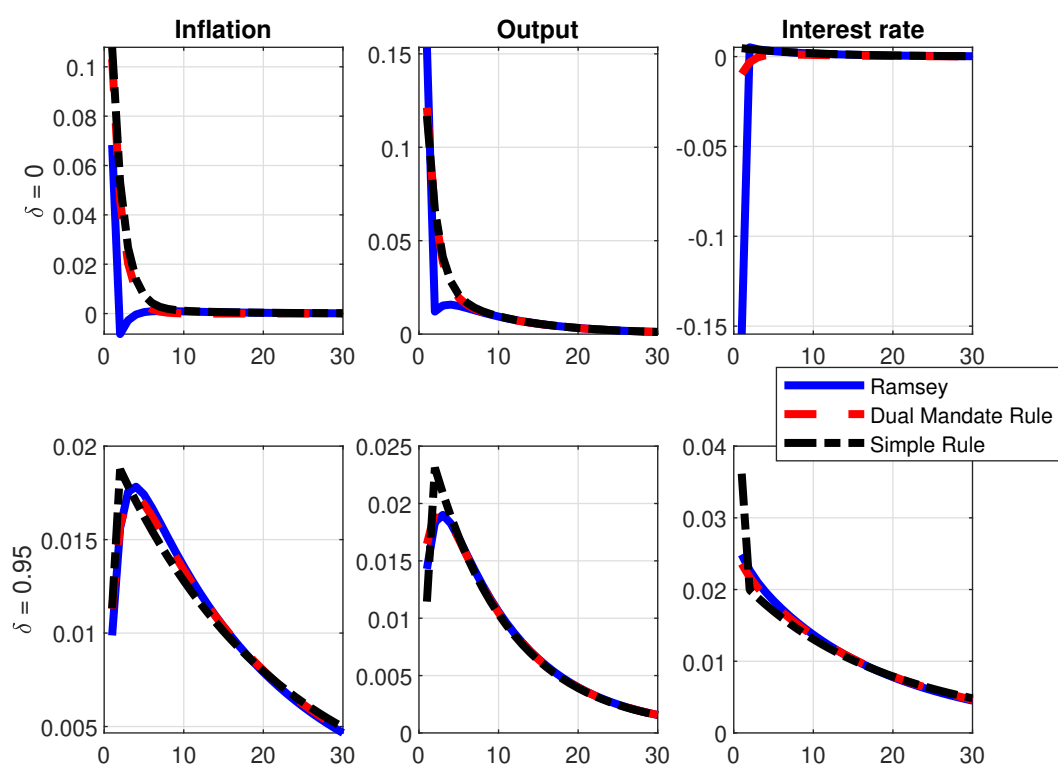 Inflation Output Interest rate
δ = 0
0.1
0.08
0.06
0.04
0.02
0
0 10 20 30
0.15
0.1
0.05
0
0 10 20 30
0
-0.05
-0.1
-0.15
0 10 20 30
Ramsey
Dual Mandate Rule
Simple Rule
δ = 0.95
0.02
0.015
0.01
0.005
0 10 20 30
0.025
0.02
0.015
0.01
0.005
0
0 10 20 30
0.04
0.03
0.02
0.01
0
0 10 20 30